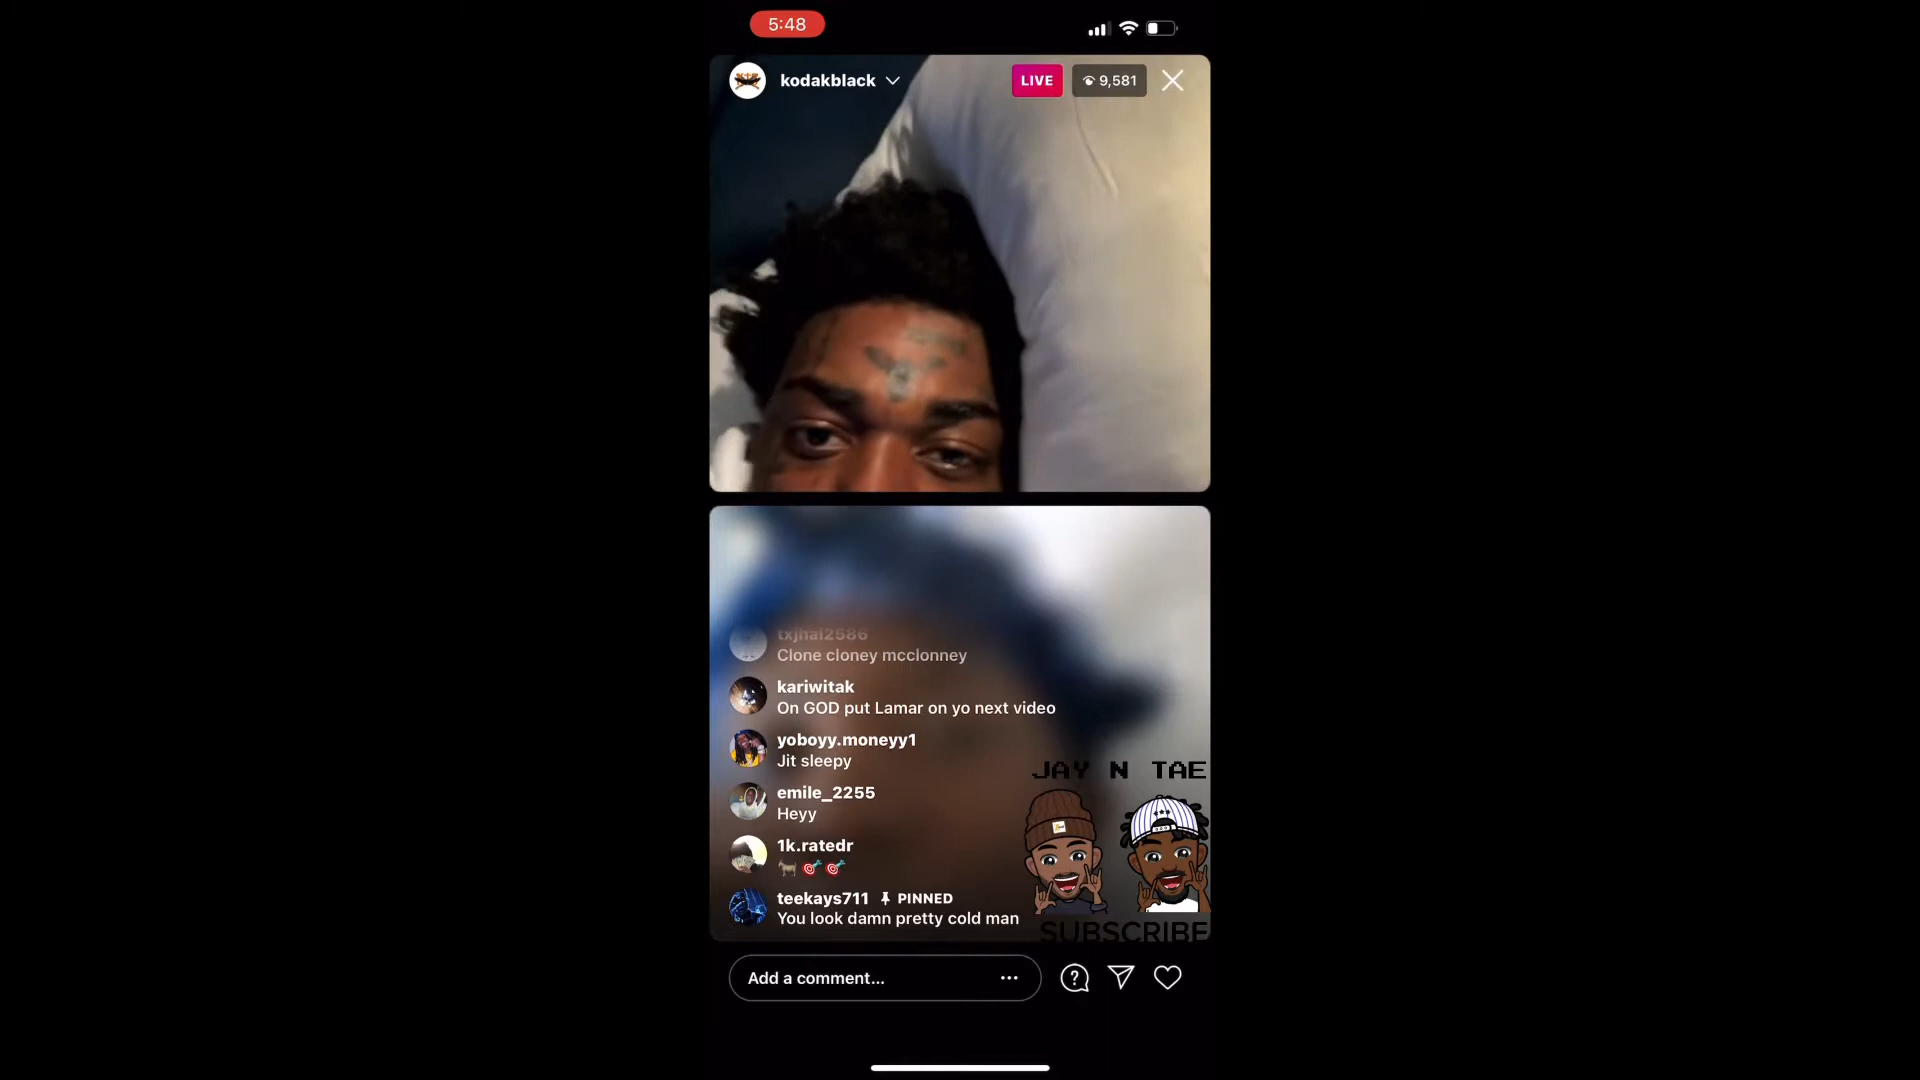 5:48
kodakblack
LIVE
9,581
txjhal2586
Clone cloney mcclonney
kariwitak
On GOD put Lamar on yo next video
yoboyy.moneyy1
Jit sleepy
emile_2255
Heyy
1k.ratedr
teekays711 PINNED
You look damn pretty cold man
JAY N TAE
SUBSCRIBE
Add a comment...